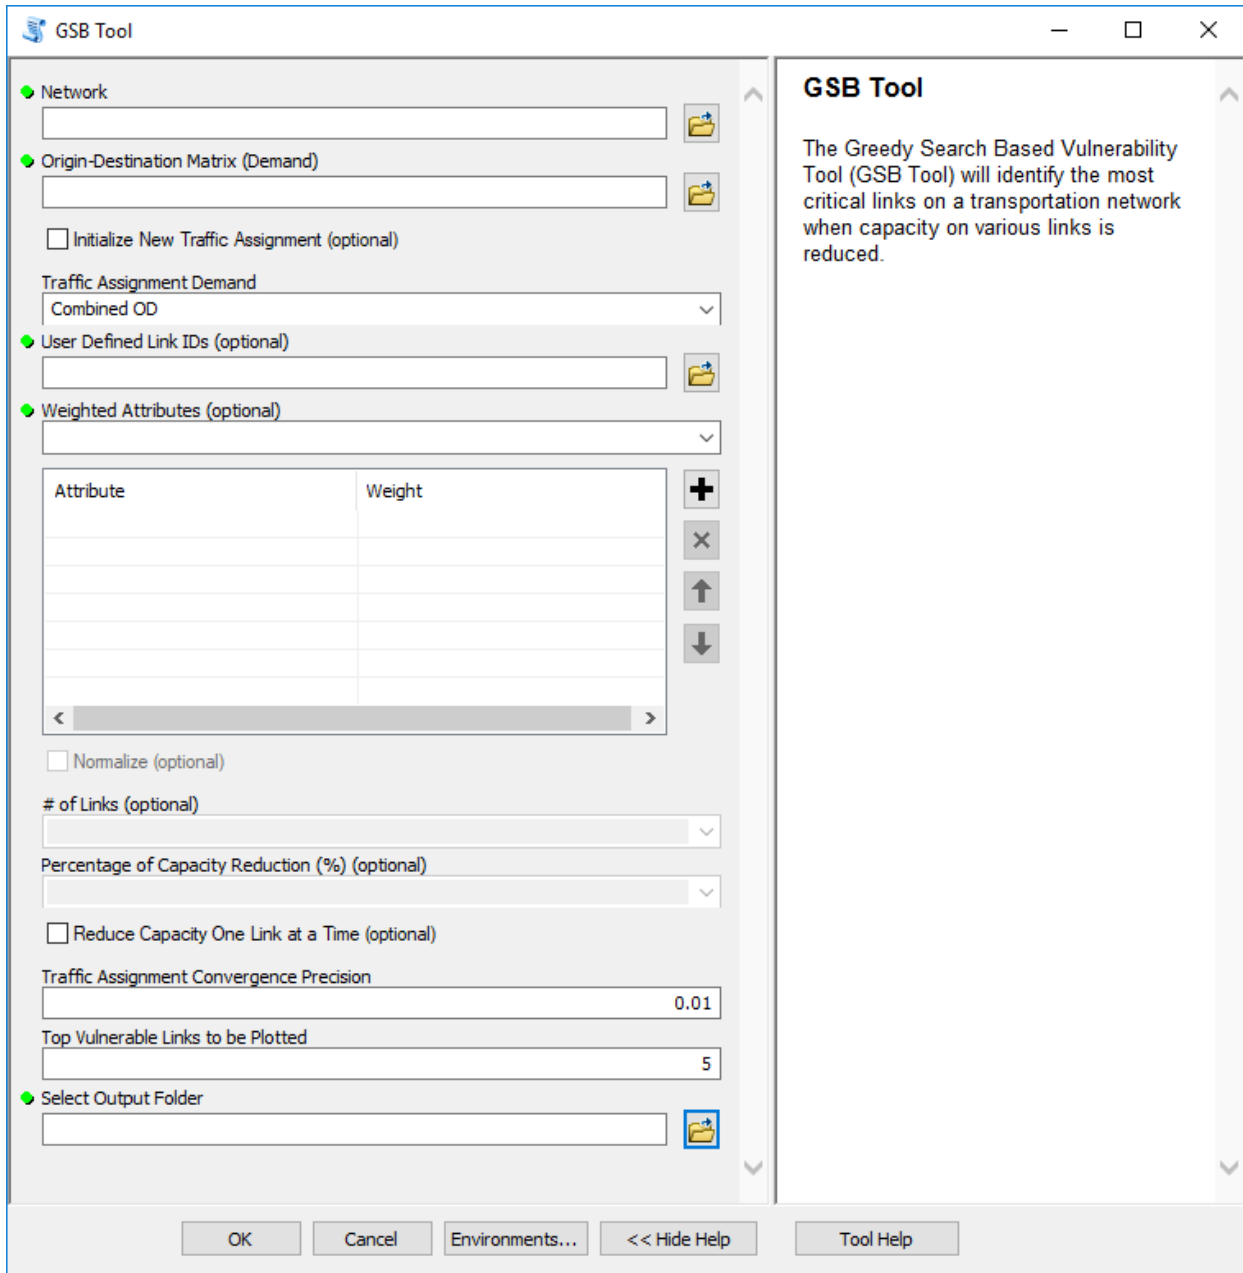 GSB Tool
Network
Origin-Destination Matrix (Demand)
Initialize New Traffic Assignment (optional)
Traffic Assignment Demand
Combined OD
User Defined Link IDs (optional)
Weighted Attributes (optional)
Attribute Weight
Normalize (optional)
# of Links (optional)
Percentage of Capacity Reduction (%) (optional)
Reduce Capacity One Link at a Time (optional)
Traffic Assignment Convergence Precision
0.01
Top Vulnerable Links to be Plotted
5
Select Output Folder
GSB Tool
The Greedy Search Based Vulnerability
Tool (GSB Tool) will identify the most
critical links on a transportation network
when capacity on various links is
reduced.
OK Cancel Environments... << Hide Help Tool Help